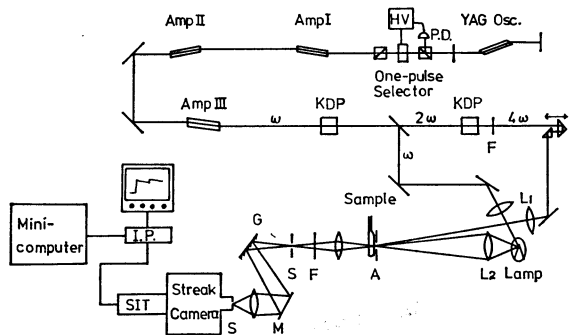 Amp II
Amp I
HV
P.D.
YAG Osc.
One-pulse
Selector
Amp III
ω
KDP
2ω
KDP
4ω
F
ω
Sample
L1
G
S
F
A
L2
Lamp
Mini-
computer
I.P.
SIT
Streak
Camera
S
M